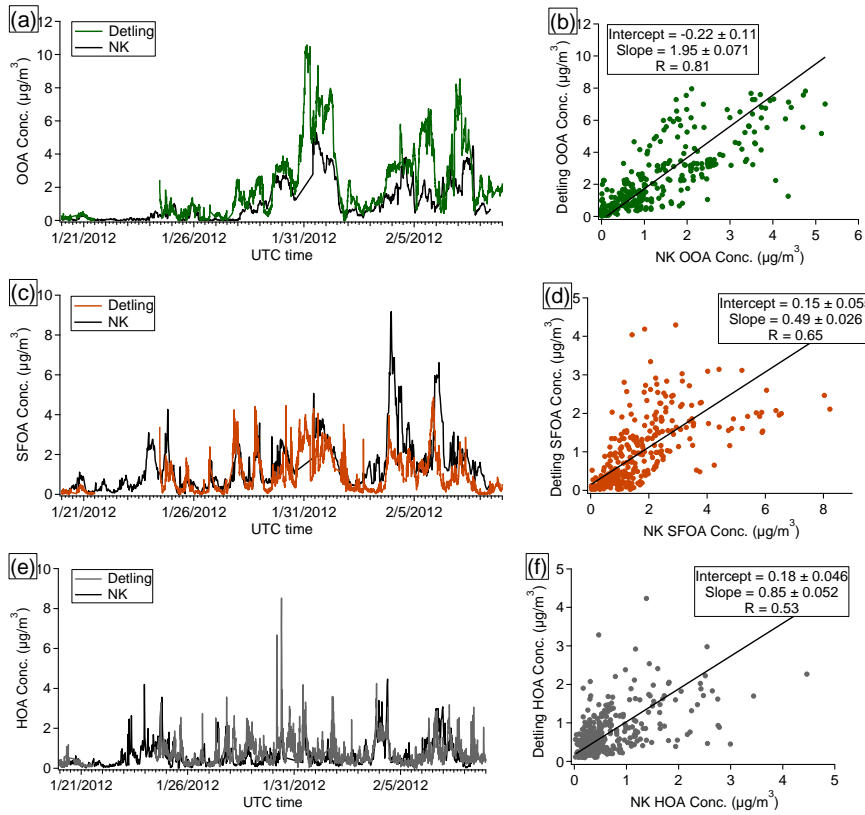 (a)
12
10
8
6
4
2
0
OOA Conc. (µg/m³)
Detling
NK
1/21/2012
1/26/2012
1/31/2012
2/5/2012
UTC time
(b)
12
10
8
6
4
2
0
Detling OOA Conc. (µg/m³)
Intercept = -0.22 ± 0.11
Slope = 1.95 ± 0.071
R = 0.81
0
1
2
3
4
5
6
NK OOA Conc. (µg/m³)
(c)
10
8
6
4
2
0
SFOA Conc. (µg/m³)
Detling
NK
1/21/2012
1/26/2012
1/31/2012
2/5/2012
UTC time
(d)
5
4
3
2
1
0
Detling SFOA Conc. (µg/m³)
Intercept = 0.15 ± 0.05
Slope = 0.49 ± 0.026
R = 0.65
0
2
4
6
8
NK SFOA Conc. (µg/m³)
(e)
10
8
6
4
2
0
HOA Conc. (µg/m³)
Detling
NK
1/21/2012
1/26/2012
1/31/2012
2/5/2012
UTC time
(f)
5
4
3
2
1
0
Detling HOA Conc. (µg/m³)
Intercept = 0.18 ± 0.046
Slope = 0.85 ± 0.052
R = 0.53
0
1
2
3
4
5
NK HOA Conc. (µg/m³)